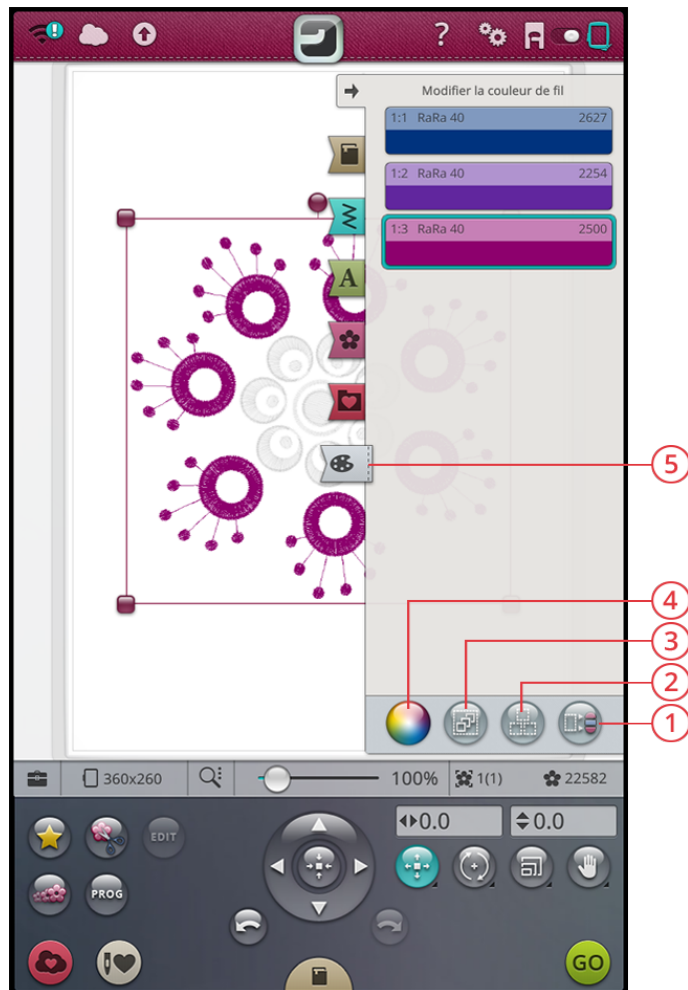 ?
Modifier la couleur de fil
1:1 RaRa 40 2627
1:2 RaRa 40 2254
1:3 RaRa 40 2500
A
5
4
3
2
1
360x260 100% 1(1) 22582
EDIT
0.0 0.0
PROG
GO